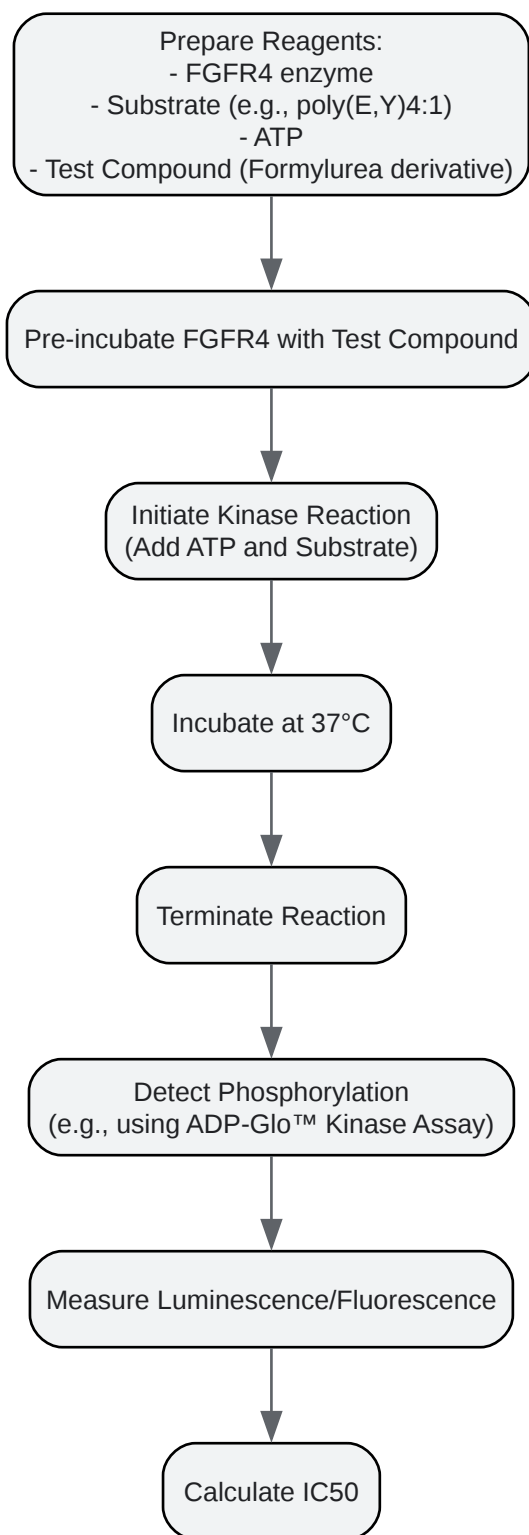 Prepare Reagents:
- FGFR4 enzyme
- Substrate (e.g., poly(E,Y)4:1)
- ATP
- Test Compound (Formylurea derivative)
Pre-incubate FGFR4 with Test Compound
Initiate Kinase Reaction
(Add ATP and Substrate)
Incubate at 37°C
Terminate Reaction
Detect Phosphorylation
(e.g., using ADP-Glo™ Kinase Assay)
Measure Luminescence/Fluorescence
Calculate IC50